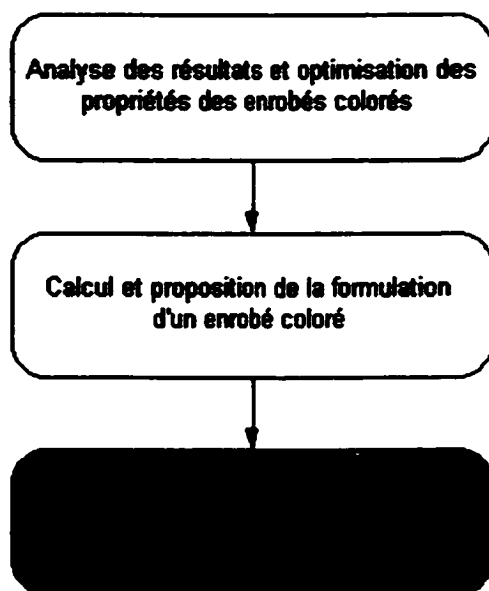 Analyse des résultats et optimisation des
propriétés des enrobés colorés
Calcul et proposition de la formulation
d'un enrobé coloré